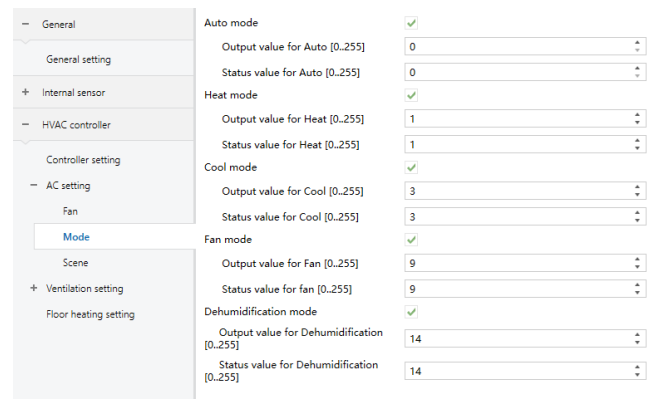 − General
General setting
+ Internal sensor
− HVAC controller
Controller setting
− AC setting
Fan
Mode
Scene
+ Ventilation setting
Floor heating setting
Auto mode
Output value for Auto [0..255] 0
Status value for Auto [0..255] 0
Heat mode
Output value for Heat [0..255] 1
Status value for Heat [0..255] 1
Cool mode
Output value for Cool [0..255] 3
Status value for Cool [0..255] 3
Fan mode
Output value for Fan [0..255] 9
Status value for fan [0..255] 9
Dehumidification mode
Output value for Dehumidification
[0..255] 14
Status value for Dehumidification
[0..255] 14